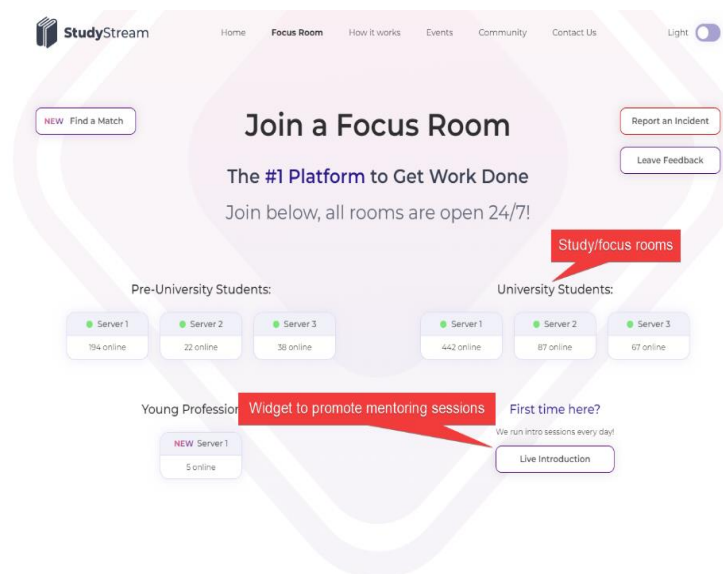 StudyStream
Home Focus Room How it works Events Community Contact Us Light
NEW Find a Match
Join a Focus Room
Report an Incident
The #1 Platform to Get Work Done
Leave Feedback
Join below, all rooms are open 24/7!
Study/focus rooms
Pre-University Students:
University Students:
Server 1 Server 2 Server 3
194 online 22 online 38 online
Server 1 Server 2 Server 3
442 online 87 online 67 online
Young Profession
Widget to promote mentoring sessions
First time here?
We run intro sessions every day!
NEW Server 1
5 online
Live Introduction